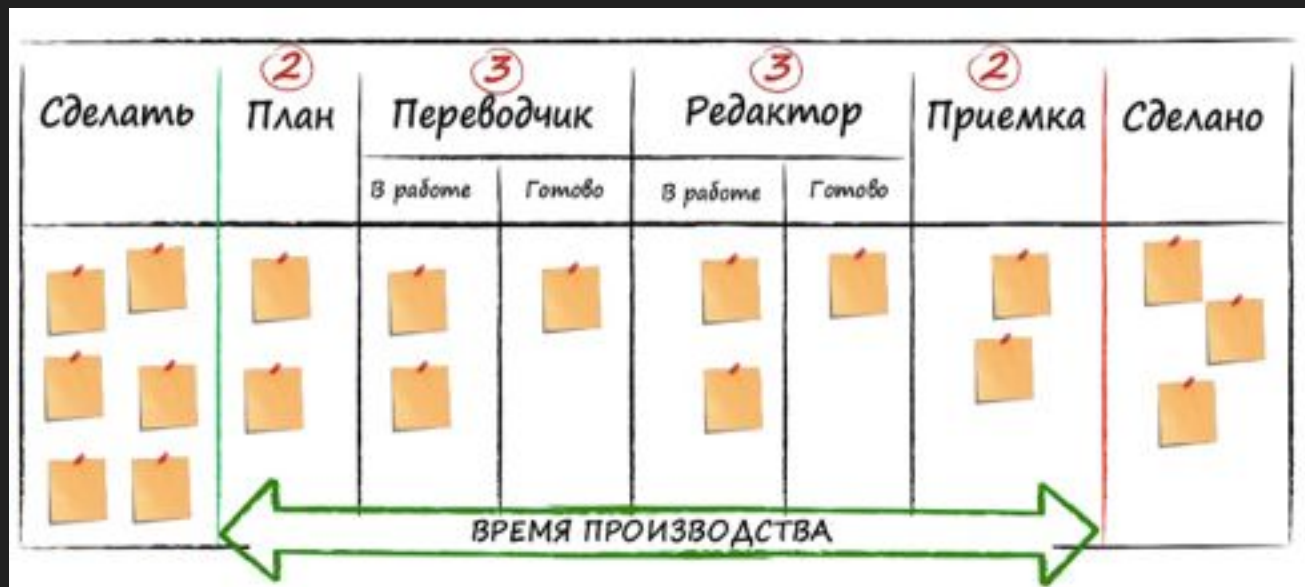 2 3 3 2
Сделать План Переводчик Редактор Приемка Сделано
В работе Готово В работе Готово
ВРЕМЯ ПРОИЗВОДСТВА